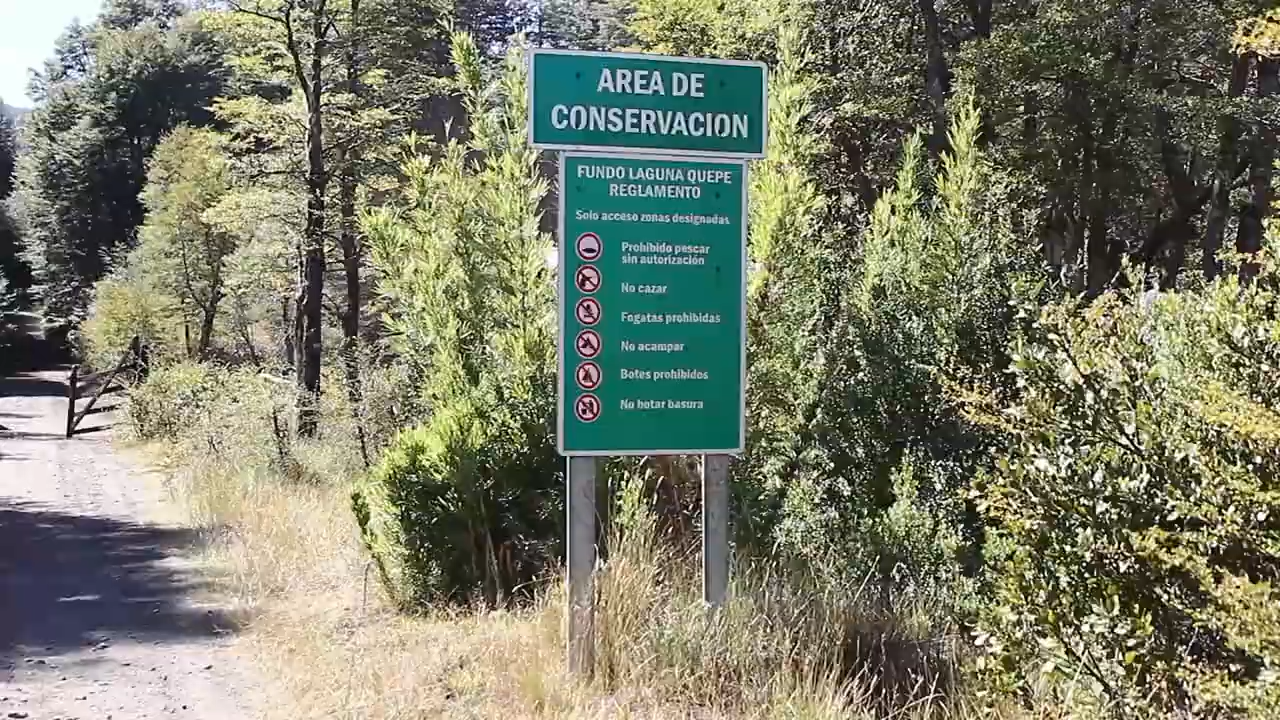 AREA DE
CONSERVACION
FUNDO LAGUNA QUEPE
REGLAMENTO
Solo acceso zonas designadas
Prohibido pescar
sin autorización
No cazar
Fogatas prohibidas
No acampar
Botes prohibidos
No botar basura